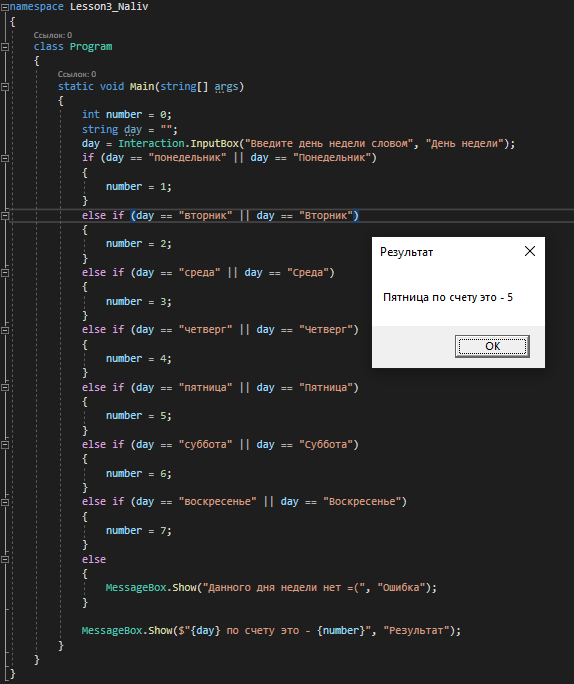 namespace Lesson3_Naliv
{
Ссылок: 0
class Program
{
Ссылок: 0
static void Main(string[] args)
{
int number = 0;
string day = "";
day = Interaction.InputBox("Введите день недели словом", "День недели");
if (day == "понедельник" || day == "Понедельник")
{
number = 1;
}
else if (day == "вторник" || day == "Вторник")
{
number = 2;
}
else if (day == "среда" || day == "Среда")
{
number = 3;
}
else if (day == "четверг" || day == "Четверг")
{
number = 4;
}
else if (day == "пятница" || day == "Пятница")
{
number = 5;
}
else if (day == "суббота" || day == "Суббота")
{
number = 6;
}
else if (day == "воскресенье" || day == "Воскресенье")
{
number = 7;
}
else
{
MessageBox.Show("Данного дня недели нет =(", "Ошибка");
}
MessageBox.Show($"{day} по счету это - {number}", "Результат");
}
}
}
Результат
Пятница по счету это - 5
OK